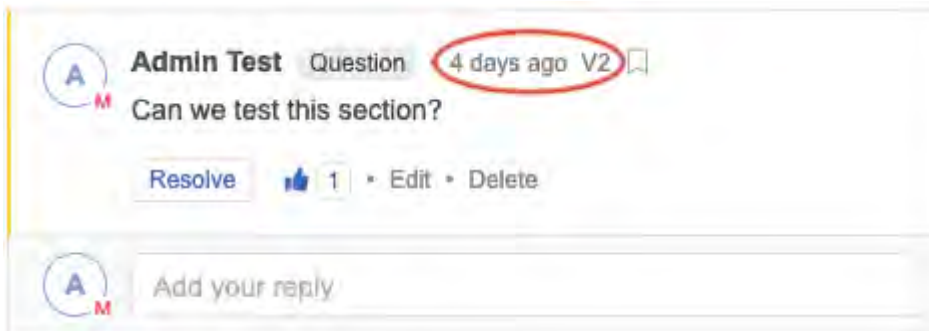 A M Admin Test Question 4 days ago V2
Can we test this section?
Resolve 1 • Edit • Delete
A M Add your reply